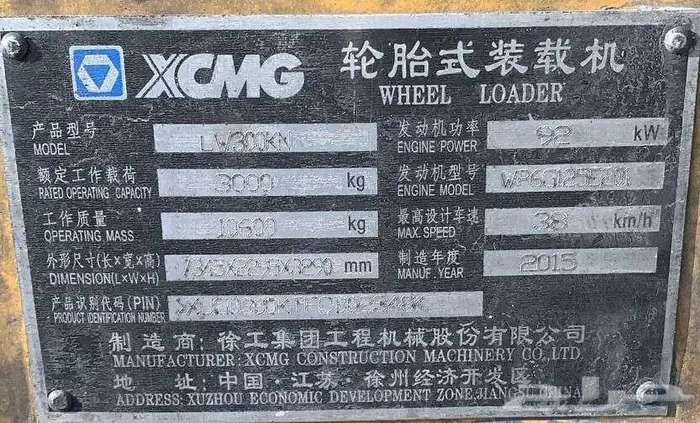 XCMG 轮胎式装载机
WHEEL LOADER
产品型号 LW300KN 发动机功率 92 kW
MODEL ENGINE POWER
额定工作载荷 3000 kg 发动机型号 WP6G125E201
RATED OPERATING CAPACITY ENGINE MODEL
工作质量 10600 kg 最高设计车速 38 km/h
OPERATING MASS MAX. SPEED
外形尺寸(长×宽×高) mm 制造年度 2015
DIMENSION(L×W×H) MANUF. YEAR
产品识别代码(PIN)
PRODUCT IDENTIFICATION NUMBER
制造商:徐工集团工程机械股份有限公司
MANUFACTURER: XCMG CONSTRUCTION MACHINERY CO.,LTD
地 址:中国·江苏·徐州经济开发区
ADDRESS: XUZHOU ECONOMIC DEVELOPMENT ZONE,JIANGSU CHINA